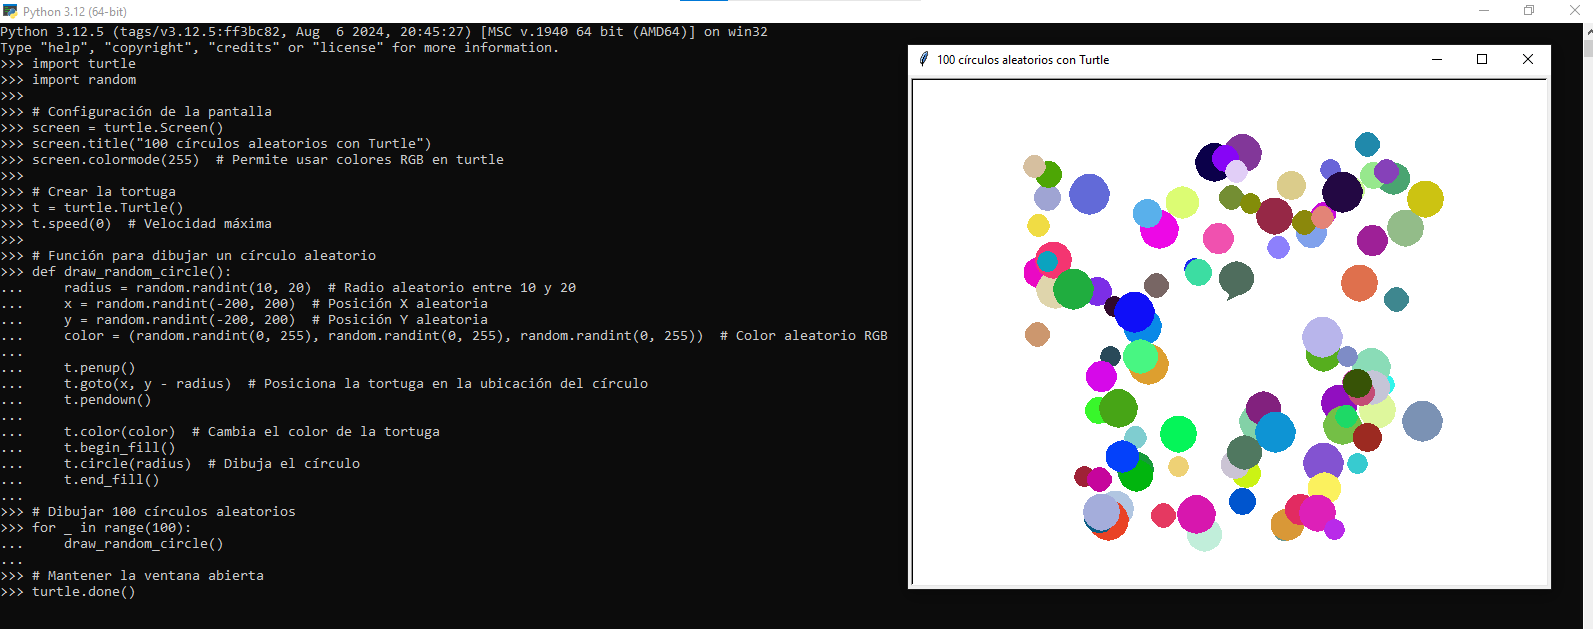 Python 3.12 (64-bit)
Python 3.12.5 (tags/v3.12.5:ff3bc82, Aug  6 2024, 20:45:27) [MSC v.1940 64 bit (AMD64)] on win32
Type "help", "copyright", "credits" or "license" for more information.
>>> import turtle
>>> import random
>>>
>>> # Configuración de la pantalla
>>> screen = turtle.Screen()
>>> screen.title("100 círculos aleatorios con Turtle")
>>> screen.colormode(255)  # Permite usar colores RGB en turtle
>>>
>>> # Crear la tortuga
>>> t = turtle.Turtle()
>>> t.speed(0)  # Velocidad máxima
>>>
>>> # Función para dibujar un círculo aleatorio
>>> def draw_random_circle():
...     radius = random.randint(10, 20)  # Radio aleatorio entre 10 y 20
...     x = random.randint(-200, 200)  # Posición X aleatoria
...     y = random.randint(-200, 200)  # Posición Y aleatoria
...     color = (random.randint(0, 255), random.randint(0, 255), random.randint(0, 255))  # Color aleatorio RGB
...
...     t.penup()
...     t.goto(x, y - radius)  # Posiciona la tortuga en la ubicación del círculo
...     t.pendown()
...
...     t.color(color)  # Cambia el color de la tortuga
...     t.begin_fill()
...     t.circle(radius)  # Dibuja el círculo
...     t.end_fill()
...
>>> # Dibujar 100 círculos aleatorios
>>> for _ in range(100):
...     draw_random_circle()
...
>>> # Mantener la ventana abierta
>>> turtle.done()
100 círculos aleatorios con Turtle